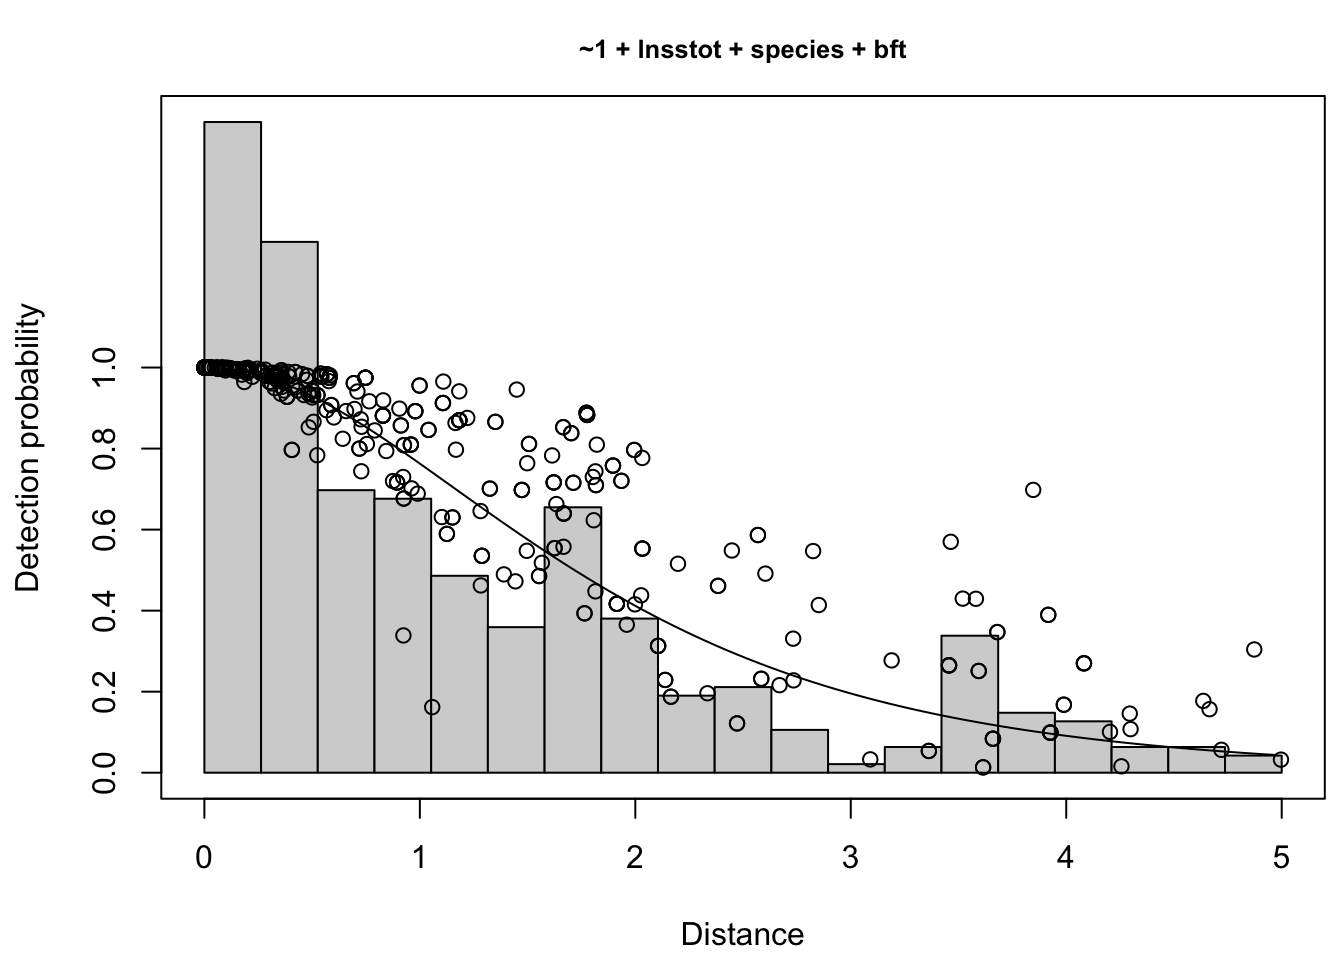 ~1 + lnsstot + species + bft
Detection probability
1.0
0.8
0.6
0.4
0.2
0.0
0 1 2 3 4 5
Distance